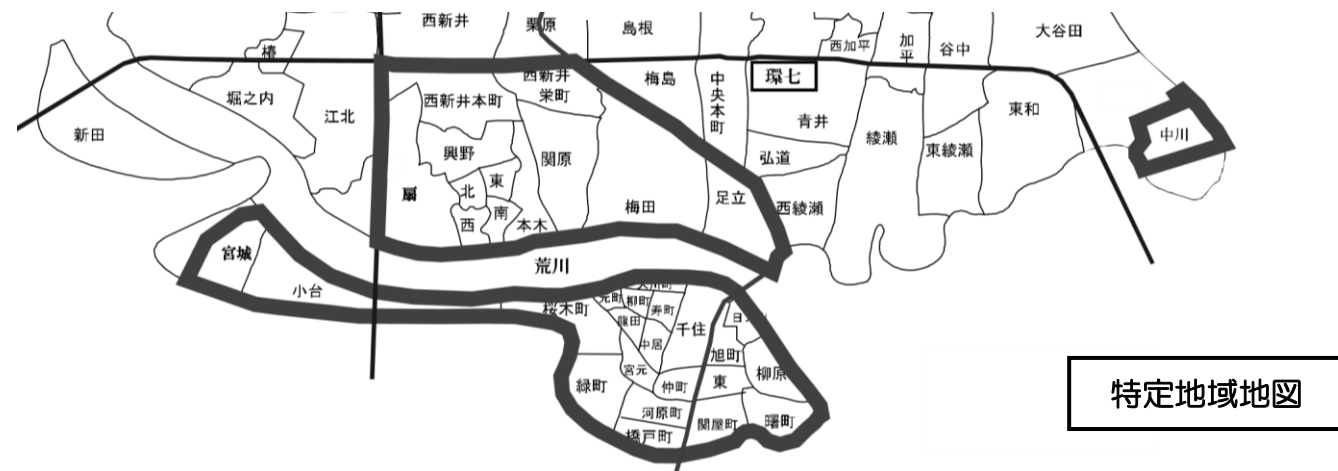 西新井
栗原
島根
西加平
加平
谷中
大谷田
椿
堀之内
江北
新田
西新井
栄町
西新井本町
梅島
中央本町
環七
青井
綾瀬
東綾瀬
東和
中川
興野
関原
弘道
扇
北
東
西
南
本木
梅田
足立
西綾瀬
宮城
小台
荒川
桜木町
元町
柳町
寿町
龍田
中居
千住
旭町
宮元
仲町
東
柳原
緑町
河原町
関屋町
曙町
橋戸町
特定地域地図